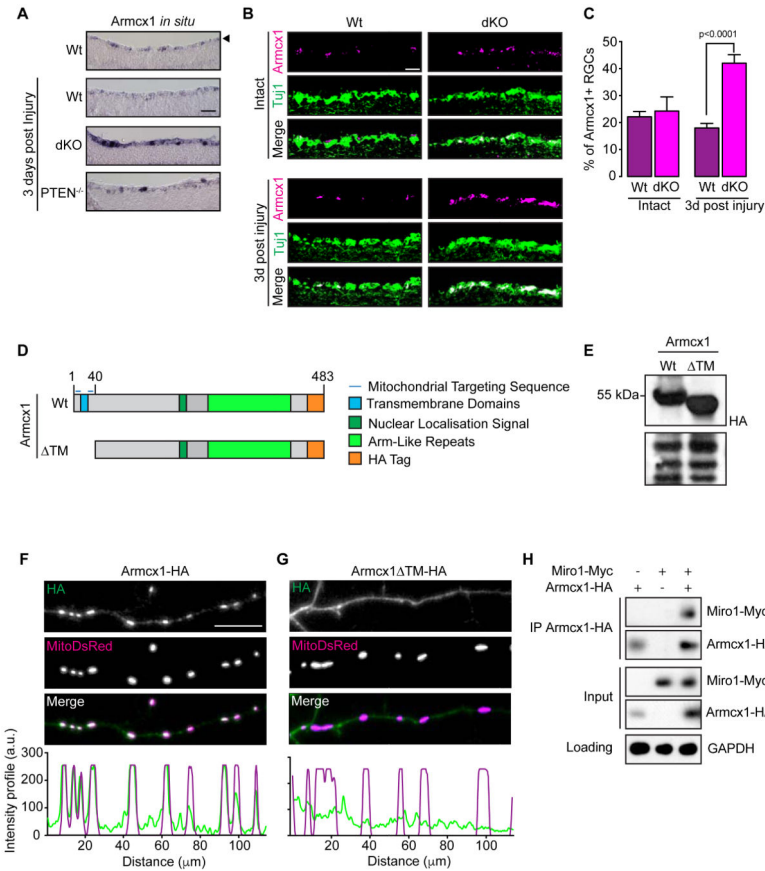 A
Armcx1 in situ
Wt
3 days post Injury
Wt
dKO
PTEN-/-
B
Wt
dKO
Intact
Armcx1
Tuj1
Merge
3d post injury
Armcx1
Tuj1
Merge
C
% of Armcx1+ RGCs
50
40
30
20
10
0
p<0.0001
Wt dKO Wt dKO
Intact 3d post injury
D
1 40 483
Armcx1
Wt
ΔTM
Mitochondrial Targeting Sequence
Transmembrane Domains
Nuclear Localisation Signal
Arm-Like Repeats
HA Tag
E
Armcx1
Wt ΔTM
55 kDa
HA
F
Armcx1-HA
HA
MitoDsRed
Merge
Intensity profile (a.u.)
300
200
100
0
20 40 60 80 100
Distance (μm)
G
Armcx1ΔTM-HA
HA
MitoDsRed
Merge
20 40 60 80 100
Distance (μm)
H
Miro1-Myc - + +
Armcx1-HA + - +
IP Armcx1-HA
Miro1-Myc
Armcx1-H
Input
Miro1-Myc
Armcx1-HA
Loading
GAPDH